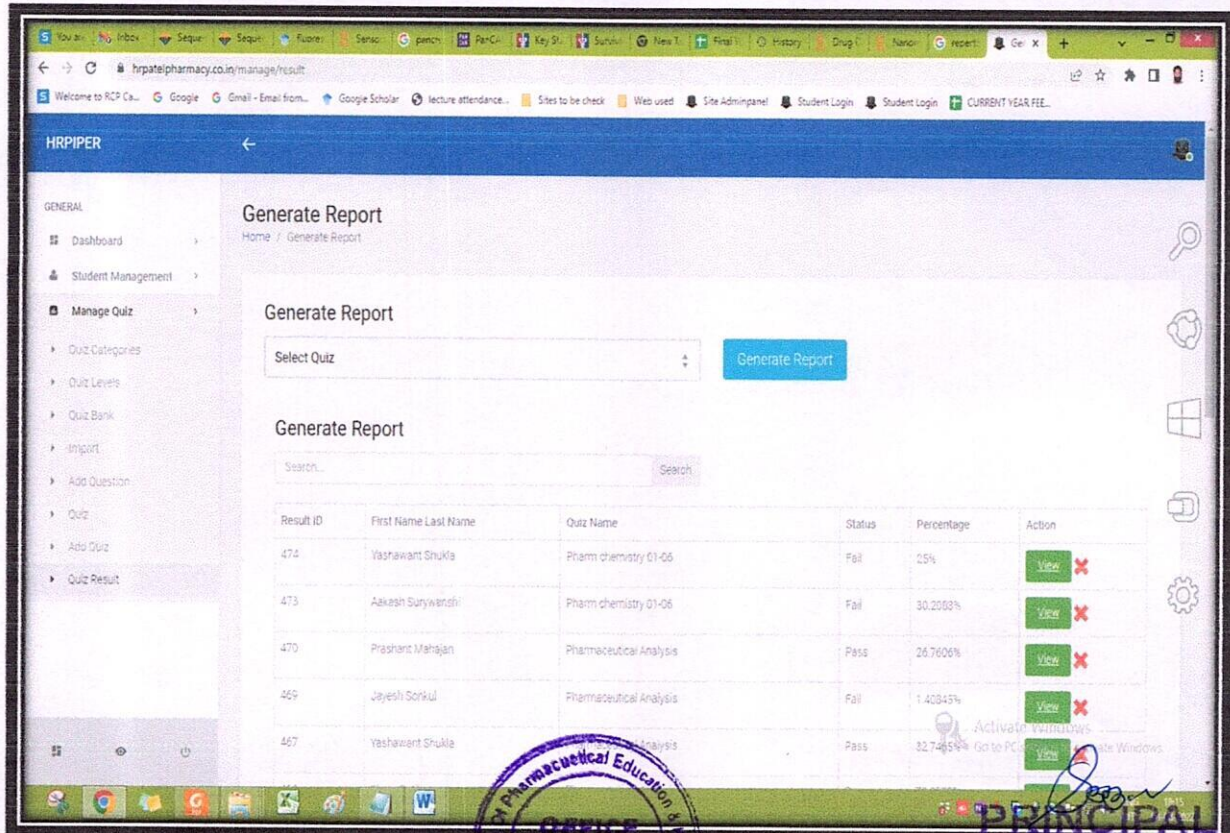 hrpatelpharmacy.co.in/manage/result
Welcome to RCP Ca... Google Gmail - Email from... Google Scholar lecture attendance... Sites to be check Web used Site Adminpanel Student Login Student Login CURRENT YEAR FEE...
HRPIPER
GENERAL
Dashboard
Student Management
Manage Quiz
Quiz Categories
Quiz Levels
Quiz Bank
Import
Add Question
Quiz
Add Quiz
Quiz Result
Generate Report
Home / Generate Report
Generate Report
Select Quiz Generate Report
Generate Report
Search... Search
Result ID First Name Last Name Quiz Name Status Percentage Action
474 Yashawant Shukla Pharm chemistry 01-06 Fail 25% View
473 Aakash Surywanshi Pharm chemistry 01-06 Fail View
470 Prashant Mahajan Pharmaceutical Analysis Pass 26.7606% View
469 Jayesh Sonkul Pharmaceutical Analysis Fail 1.40845% View
467 Yashawant Shukla Analysis Pass View
Activate Windows
Pharmaceutical Education &
OFFICE
PRINCIPAL